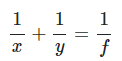 1/x + 1/y = 1/f